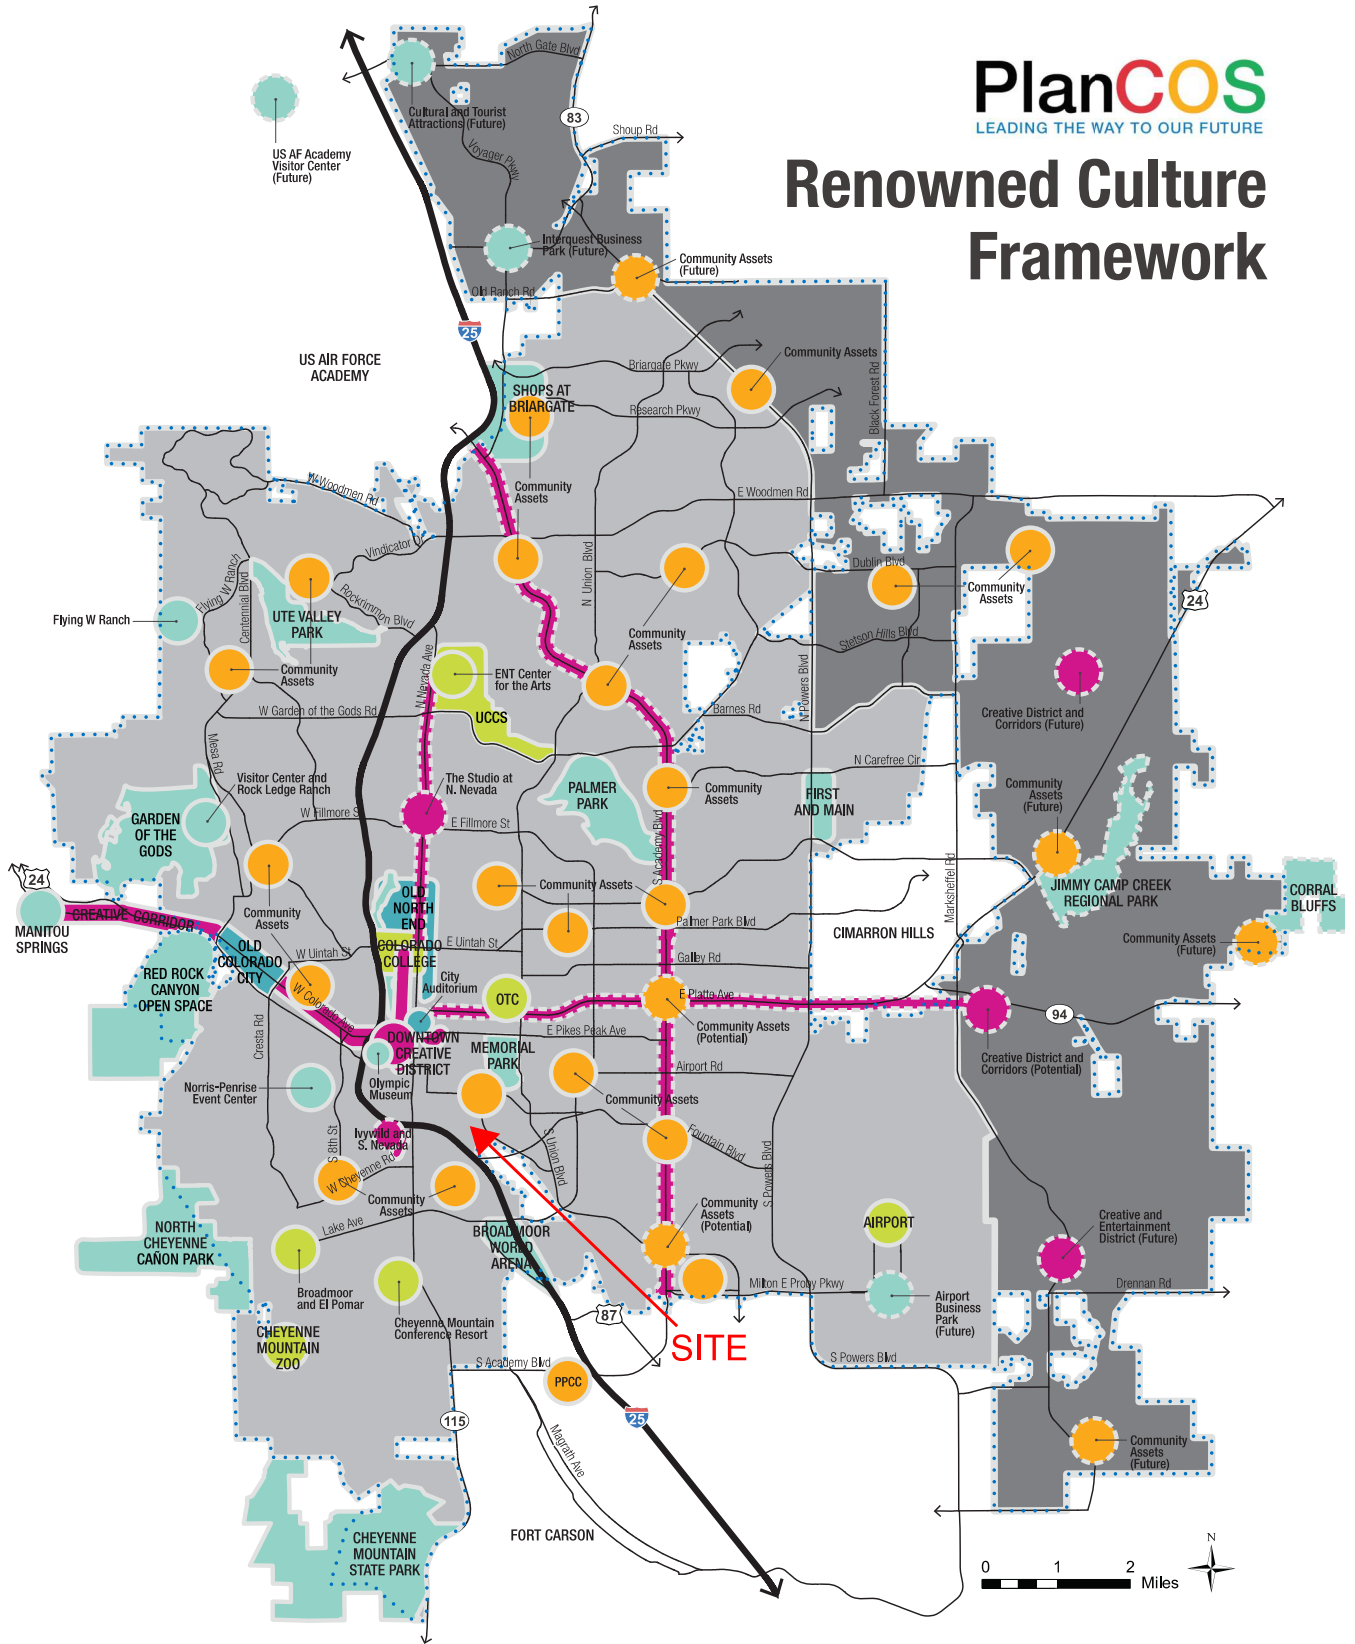 PlanCOS
LEADING THE WAY TO OUR FUTURE
Renowned Culture
Framework
North Gate Blvd
Cultural and Tourist
Attractions (Future)
83
Shoup Rd
US AF Academy
Visitor Center
(Future)
Voyager Pkwy
Interquest Business
Park (Future)
Community Assets
(Future)
Old Ranch Rd
25
US AIR FORCE
ACADEMY
Briargate Pkwy
Community Assets
SHOPS AT
BRIARGATE
Research Pkwy
Black Forest Rd
W Woodmen Rd
Community
Assets
E Woodmen Rd
Vindicator Dr
N Union Blvd
Dublin Blvd
Community
Assets
24
Flying W Ranch
Centennial Blvd
Rockrimmon Blvd
Flying W Ranch
UTE VALLEY
PARK
Community
Assets
Stetson Hills Blvd
Community
Assets
N Nevada Ave
ENT Center
for the Arts
N Powers Blvd
Creative District and
Corridors (Future)
W Garden of the Gods Rd
UCCS
Barnes Rd
Mesa Rd
N Carefree Cir
Visitor Center and
Rock Ledge Ranch
The Studio at
N. Nevada
PALMER
PARK
Community
Assets
FIRST
AND MAIN
Community
Assets
(Future)
GARDEN
OF THE
GODS
W Fillmore St
E Fillmore St
S Academy Blvd
Marksheffel Rd
24
OLD
NORTH
END
Community Assets
JIMMY CAMP CREEK
REGIONAL PARK
CORRAL
BLUFFS
CREATIVE CORRIDOR
MANITOU
SPRINGS
Community
Assets
Palmer Park Blvd
CIMARRON HILLS
Community Assets
(Future)
OLD
COLORADO
CITY
W Uintah St
COLORADO
COLLEGE
E Uintah St
Galley Rd
RED ROCK
CANYON
OPEN SPACE
City
Auditorium
OTC
E Platte Ave
W Colorado Ave
94
Cresta Rd
DOWNTOWN
CREATIVE
DISTRICT
E Pikes Peak Ave
Community Assets
(Potential)
MEMORIAL
PARK
Airport Rd
Creative District and
Corridors (Potential)
Olympic
Museum
Norris-Penrise
Event Center
Community Assets
Ivywild and
S. Nevada
S 8th St
S Union Blvd
Fountain Blvd
S Powers Blvd
W Cheyenne Rd
Community
Assets
Community
Assets
(Potential)
NORTH
CHEYENNE
CAÑON PARK
Lake Ave
BROADMOOR
WORLD
ARENA
AIRPORT
Creative and
Entertainment
District (Future)
Broadmoor
and El Pomar
Milton E Proby Pkwy
Drennan Rd
Cheyenne Mountain
Conference Resort
87
Airport
Business
Park
(Future)
CHEYENNE
MOUNTAIN
ZOO
SITE
S Academy Blvd
S Powers Blvd
PPCC
115
25
Magrath Ave
Community
Assets
(Future)
FORT CARSON
CHEYENNE
MOUNTAIN
STATE PARK
N
0 1 2
Miles